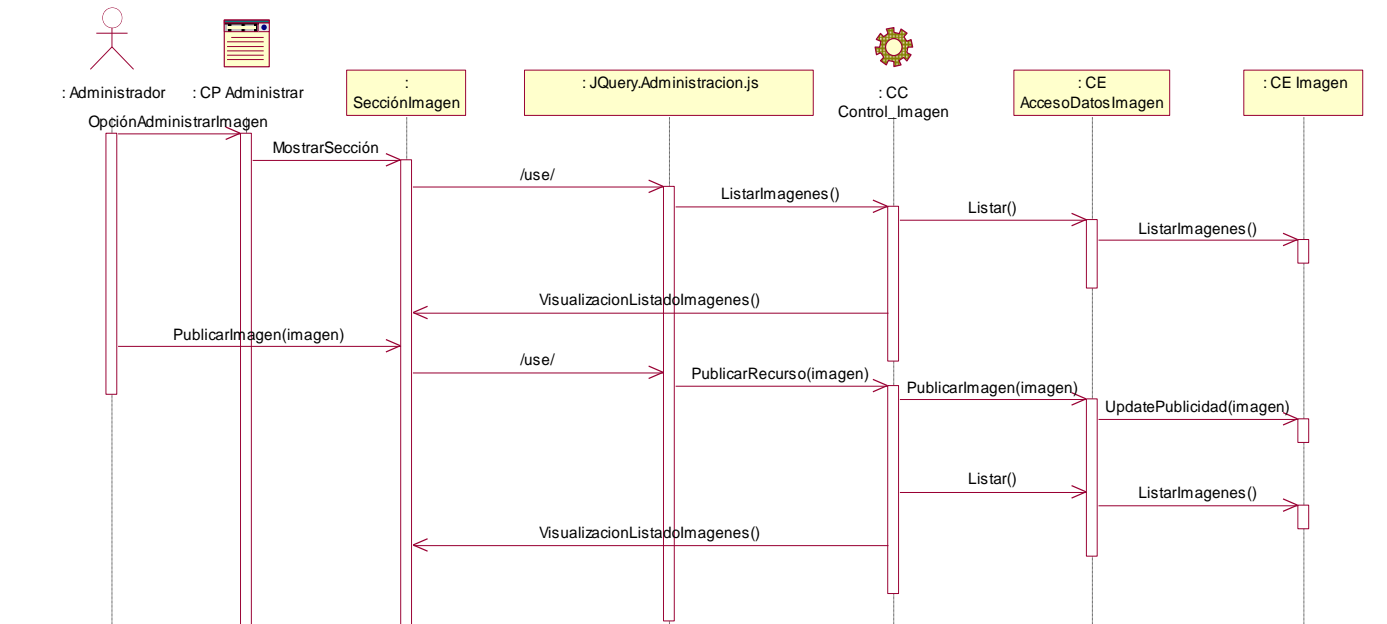 : Administrador
: CP Administrar
:
SecciónImagen
: JQuery.Administracion.js
: CC
Control_Imagen
: CE
AccesoDatosImagen
: CE Imagen
OpciónAdministrarImagen
MostrarSección
/use/
ListarImagenes()
Listar()
ListarImagenes()
VisualizacionListadoImagenes()
PublicarImagen(imagen)
/use/
PublicarRecurso(imagen)
PublicarImagen(imagen)
UpdatePublicidad(imagen)
Listar()
ListarImagenes()
VisualizacionListadoImagenes()